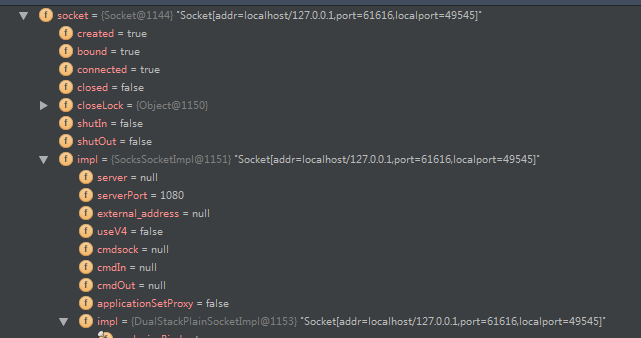 socket = {Socket@1144} "Socket[addr=localhost/127.0.0.1,port=61616,localport=49545]"
created = true
bound = true
connected = true
closed = false
closeLock = {Object@1150}
shutIn = false
shutOut = false
impl = {SocksSocketImpl@1151} "Socket[addr=localhost/127.0.0.1,port=61616,localport=49545]"
server = null
serverPort = 1080
external_address = null
useV4 = false
cmdsock = null
cmdIn = null
cmdOut = null
applicationSetProxy = false
impl = {DualStackPlainSocketImpl@1153} "Socket[addr=localhost/127.0.0.1,port=61616,localport=49545]"